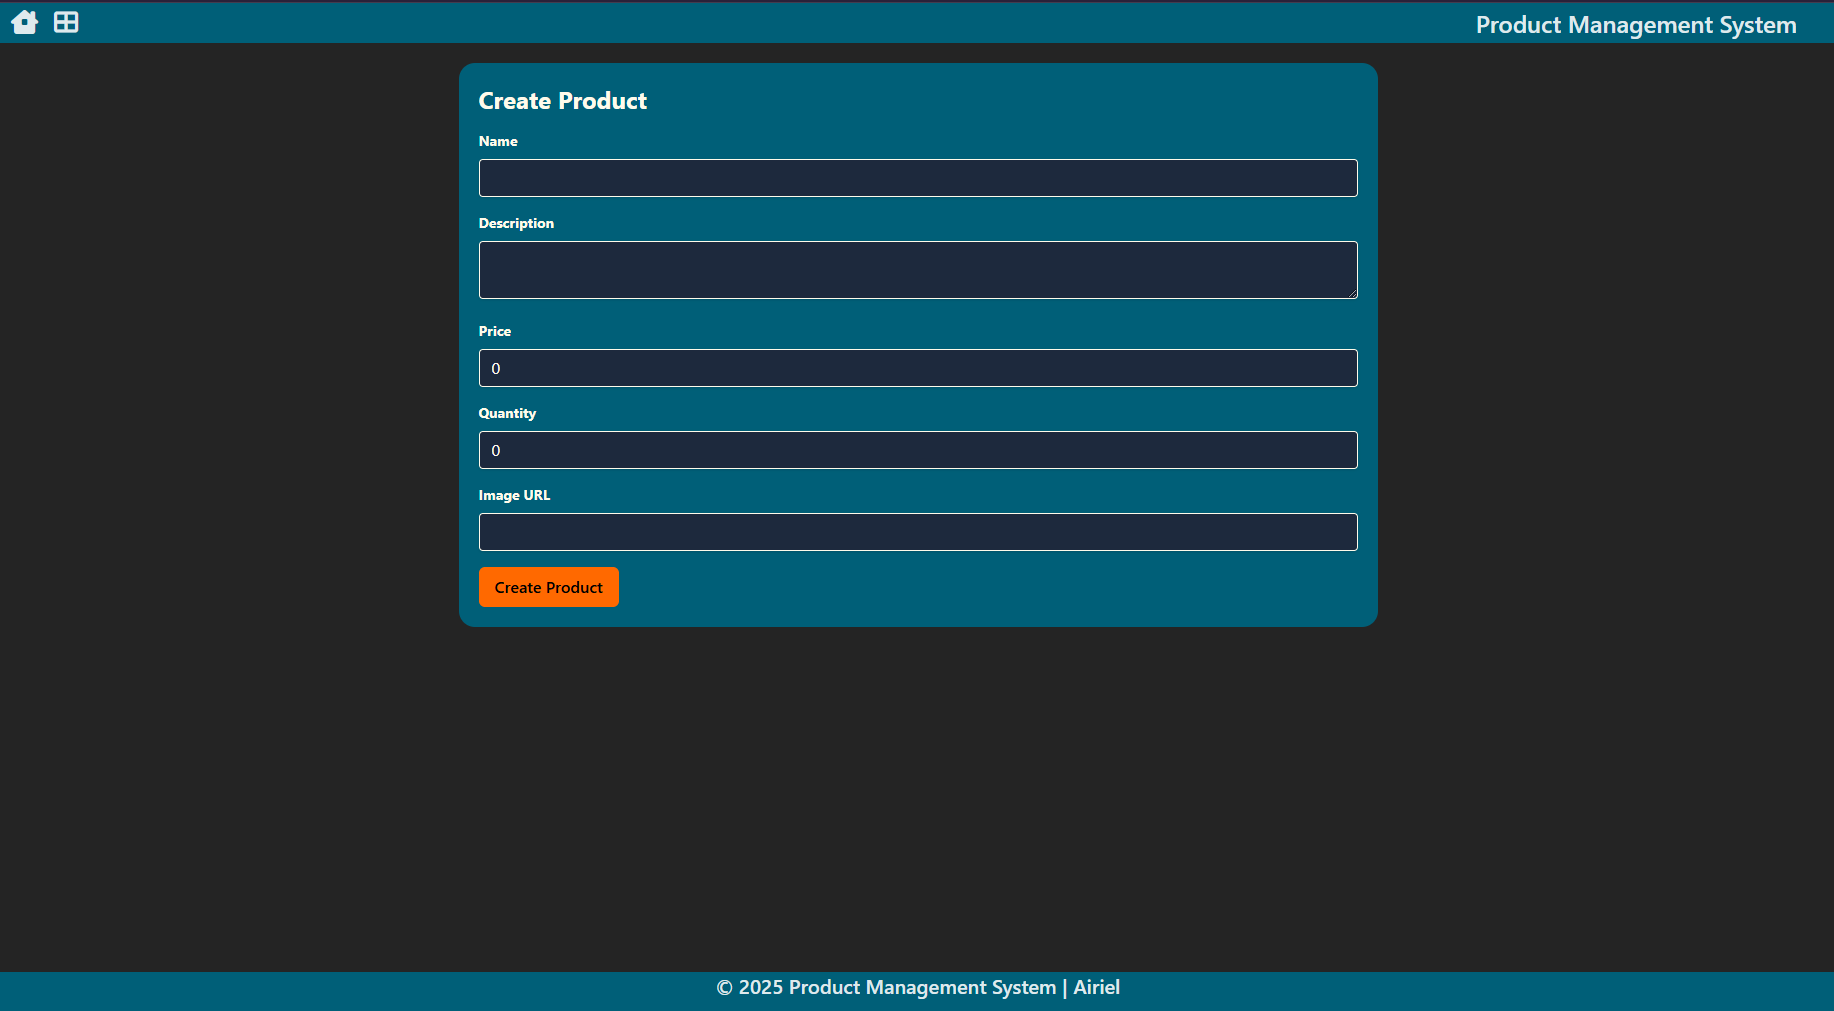 Product Management System
Create Product
Name
Description
Price
0
Quantity
0
Image URL
Create Product
© 2025 Product Management System | Airiel